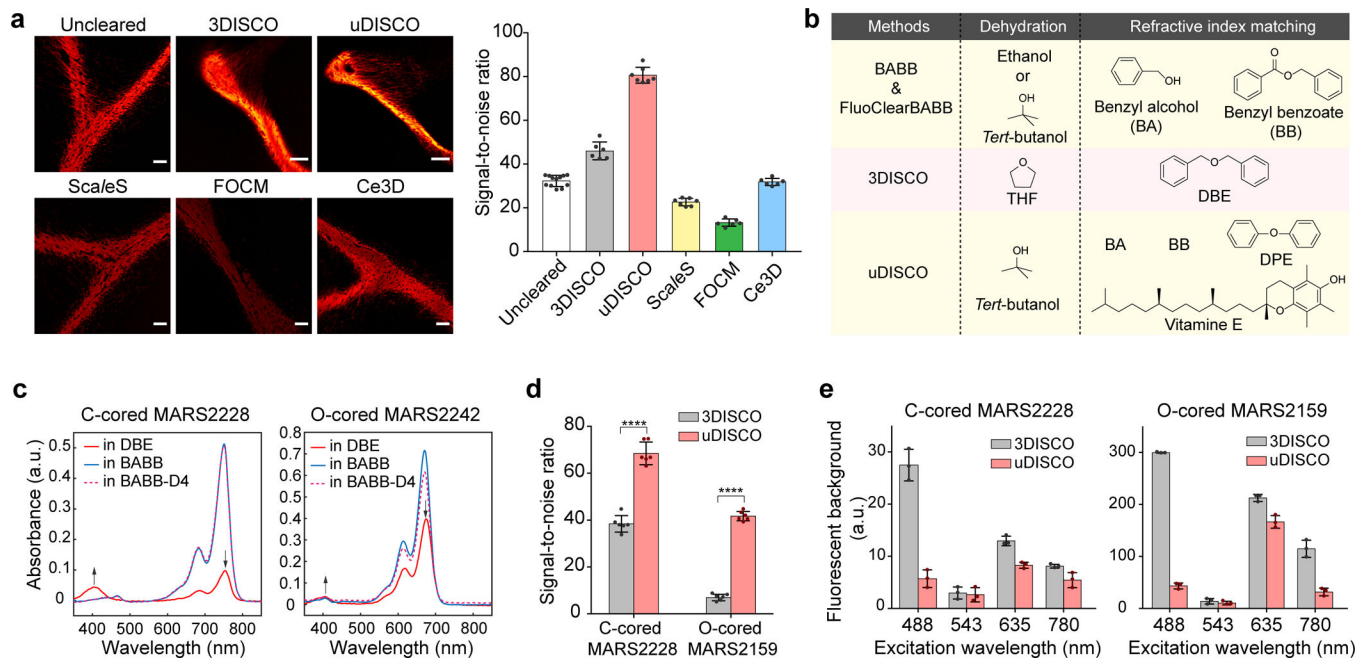 a
Uncleared
3DISCO
uDISCO
ScaleS
FOCM
Ce3D
Signal-to-noise ratio
100
80
60
40
20
0
Uncleared
3DISCO
uDISCO
ScaleS
FOCM
Ce3D
b
Methods
Dehydration
Refractive index matching
BABB
&
FluoClearBABB
Ethanol
or
OH
Tert-butanol
OH
Benzyl alcohol
(BA)
O
O
Benzyl benzoate
(BB)
3DISCO
O
THF
O
DBE
uDISCO
OH
Tert-butanol
BA
BB
O
DPE
OH
O
Vitamine E
c
C-cored MARS2228
Absorbance (a.u.)
0.5
0.4
0.3
0.2
0.1
0
in DBE
in BABB
in BABB-D4
400 500 600 700 800 900
Wavelength (nm)
O-cored MARS2242
0.8
0.6
0.4
0.3
0.2
0.1
0
in DBE
in BABB
in BABB-D4
400 500 600 700 800 900
Wavelength (nm)
d
Signal-to-noise ratio
80
60
40
20
0
3DISCO
uDISCO
****
****
C-cored
MARS2228
O-cored
MARS2159
e
C-cored MARS2228
Fluorescent background
(a.u.)
30
20
10
0
3DISCO
uDISCO
488 543 635 780
Excitation wavelength (nm)
O-cored MARS2159
300
200
100
0
3DISCO
uDISCO
488 543 635 780
Excitation wavelength (nm)